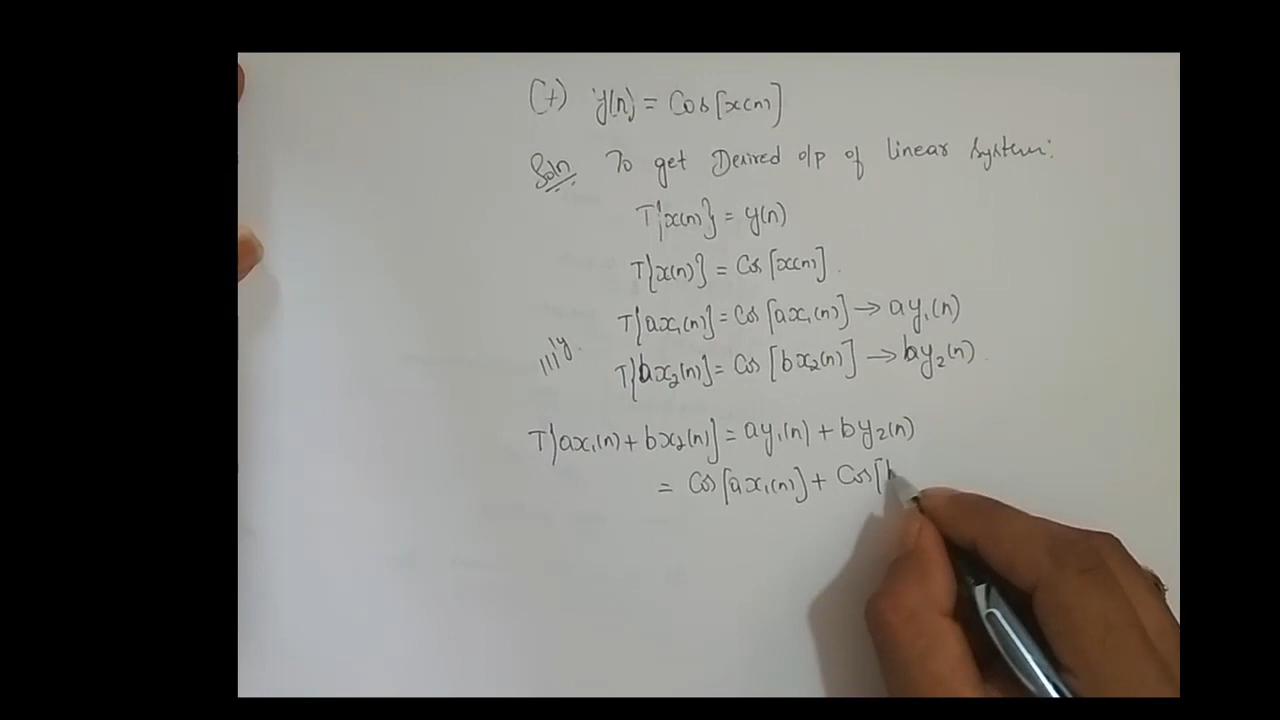 (+) y(n) = Cos[x(n)]
Soln To get Desired o/p of linear system:
T{x(n)} = y(n)
T{x(n)} = Cos[x(n)].
T{ax₁(n)} = Cos[ax₁(n)] → ay₁(n)
lllly. T{bx₂(n)} = Cos[bx₂(n)] → by₂(n).
T{ax₁(n) + bx₂(n)} = ay₁(n) + by₂(n)
= Cos[ax₁(n)] + Cos[b